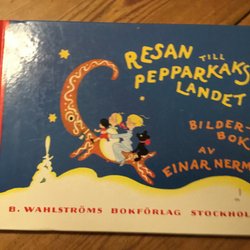 RESAN TILL
PEPPARKAKS
LANDET
BILDER-
BOK
AV
EINAR NERM
B. WAHLSTRÖMS BOKFÖRLAG STOCKHOL